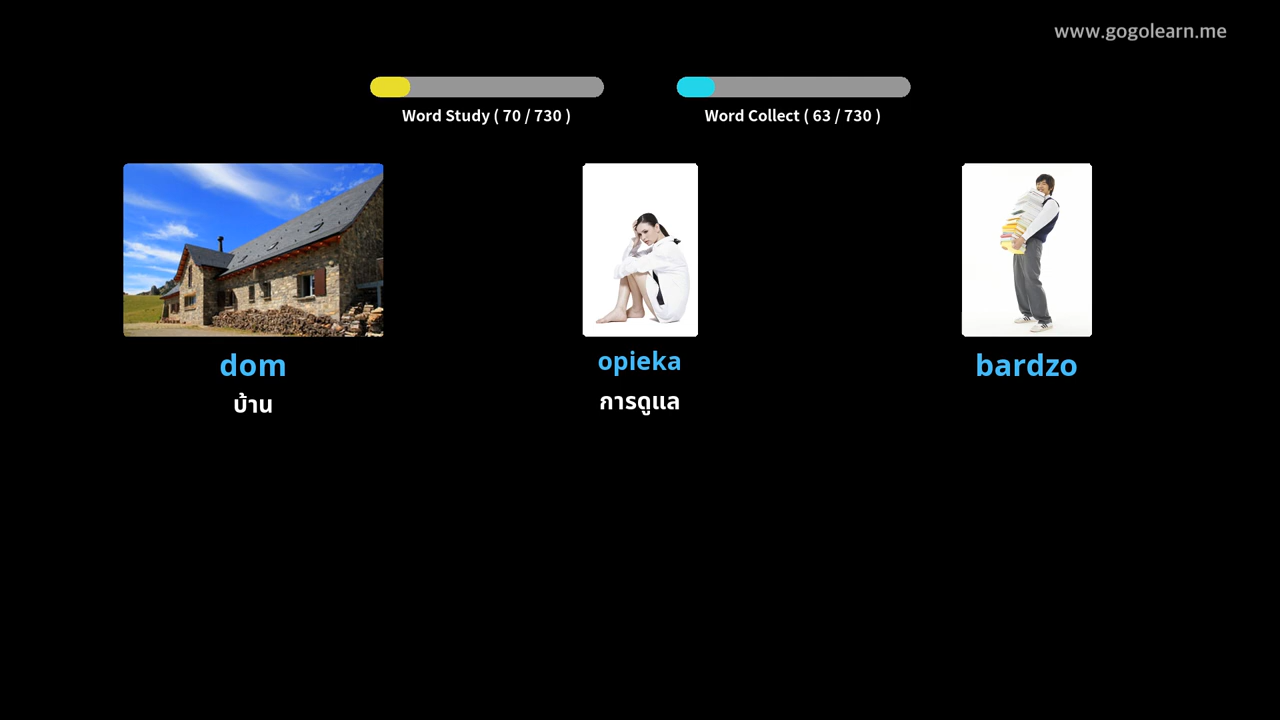 www.gogolearn.me
Word Study ( 70 / 730 )
Word Collect ( 63 / 730 )
dom
บ้าน
opieka
การดูแล
bardzo